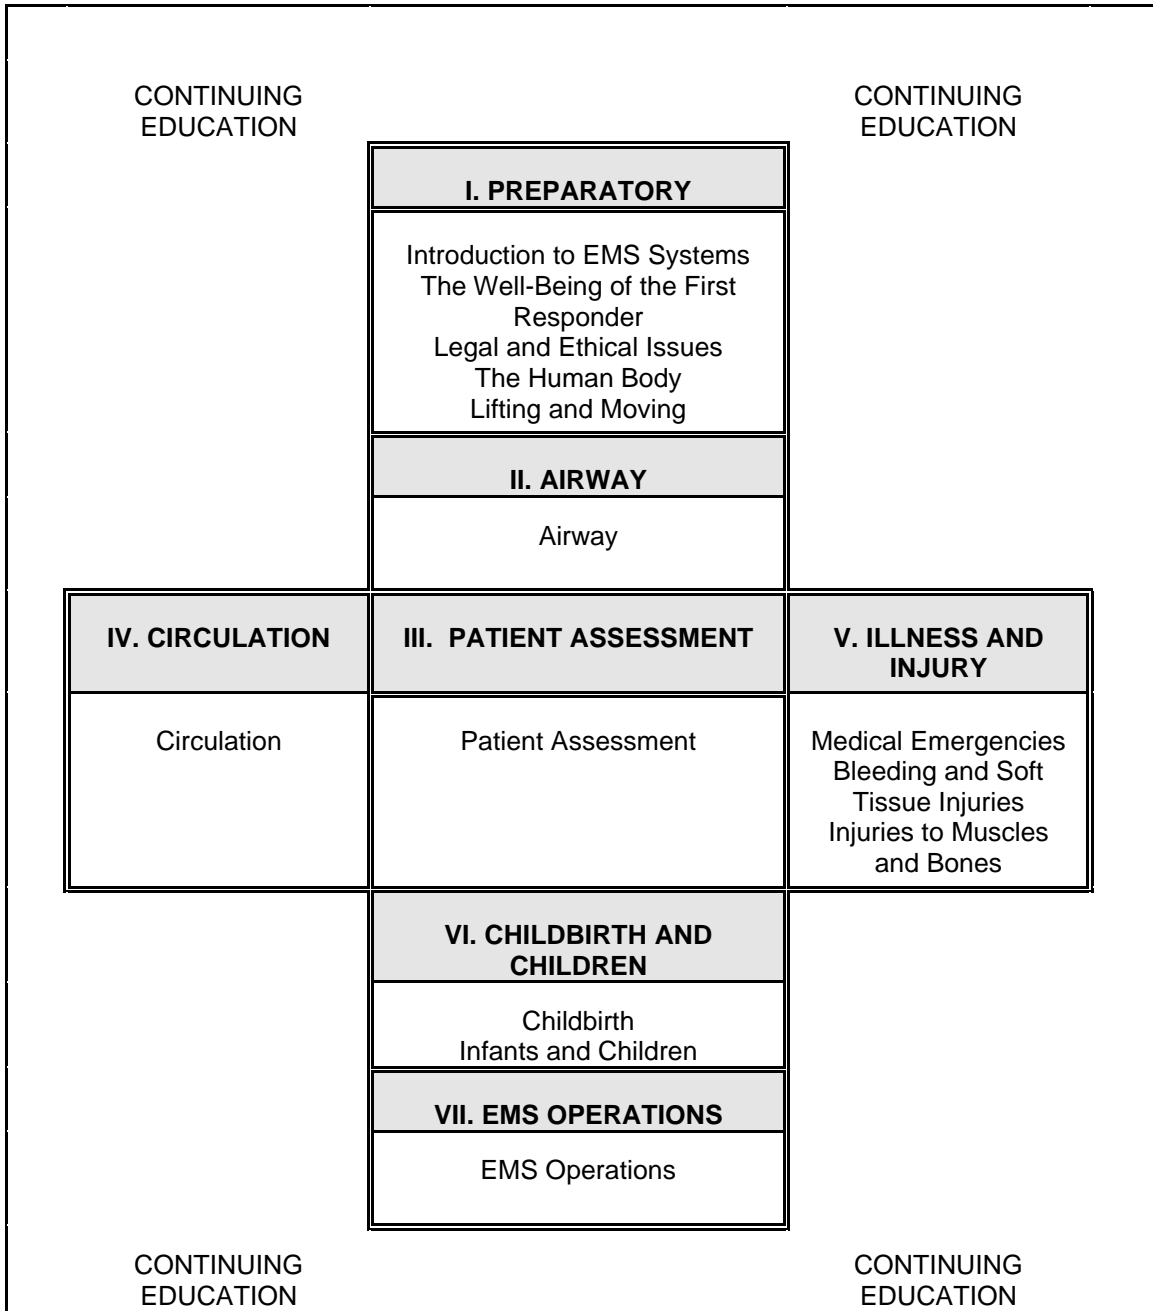 CONTINUING
EDUCATION
CONTINUING
EDUCATION
I. PREPARATORY
Introduction to EMS Systems
The Well-Being of the First
Responder
Legal and Ethical Issues
The Human Body
Lifting and Moving
II. AIRWAY
Airway
IV. CIRCULATION
III. PATIENT ASSESSMENT
V. ILLNESS AND
INJURY
Circulation
Patient Assessment
Medical Emergencies
Bleeding and Soft
Tissue Injuries
Injuries to Muscles
and Bones
VI. CHILDBIRTH AND
CHILDREN
Childbirth
Infants and Children
VII. EMS OPERATIONS
EMS Operations
CONTINUING
EDUCATION
CONTINUING
EDUCATION